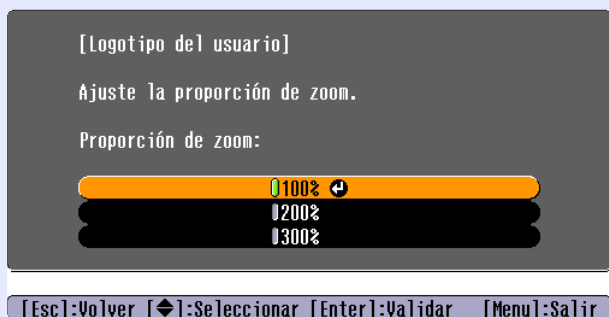 [Logotipo del usuario]
Ajuste la proporción de zoom.
Proporción de zoom:
100%
200%
300%
[Esc]:Volver [◆]:Seleccionar [Enter]:Validar [Menu]:Salir